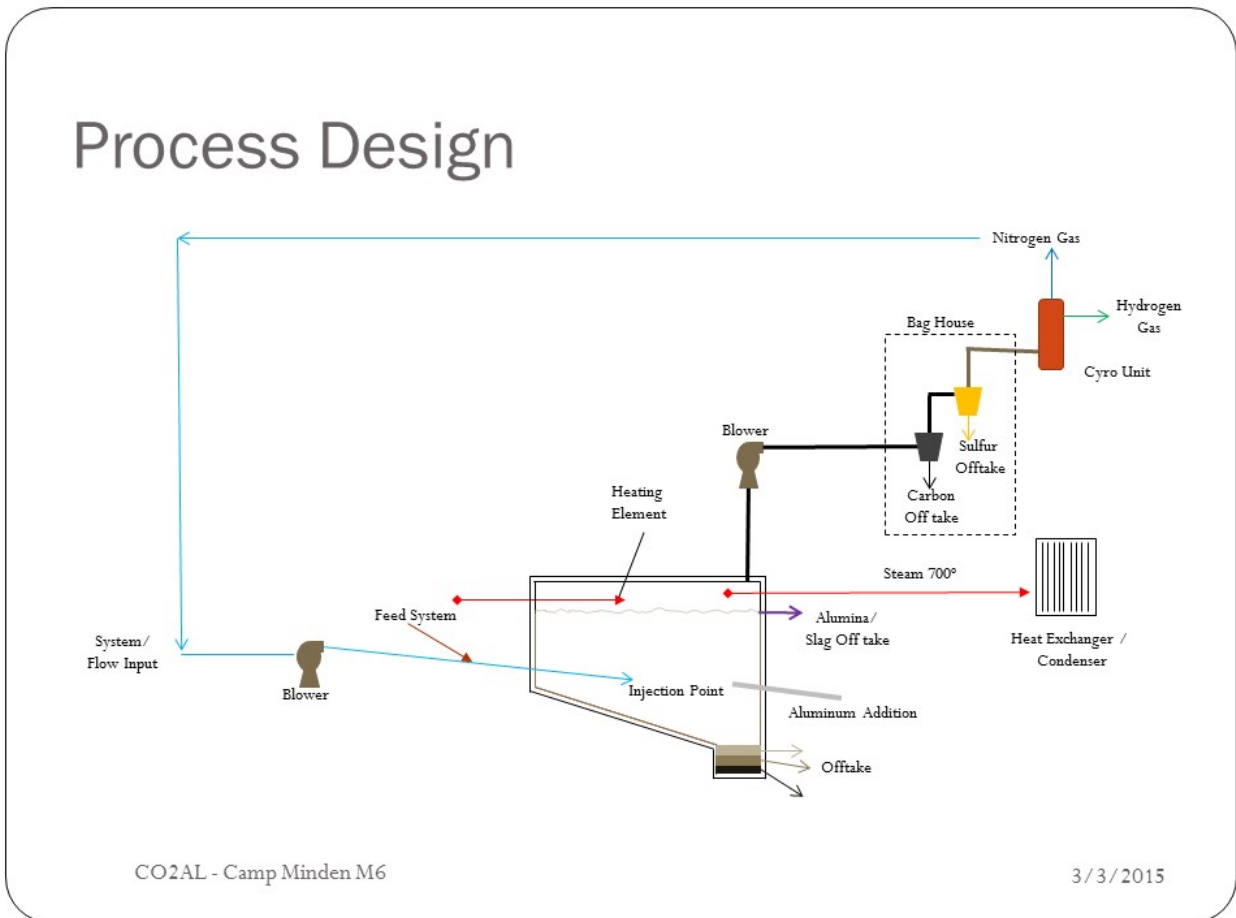 Process Design
Nitrogen Gas
Hydrogen
Gas
Bag House
Cyro Unit
Blower
Sulfur
Offtake
Carbon
Off take
Heating
Element
Steam 700°
Feed System
Alumina/
Slag Off take
System/
Flow Input
Heat Exchanger /
Condenser
Blower
Injection Point
Aluminum Addition
Offtake
CO2AL - Camp Minden M6
3/3/2015